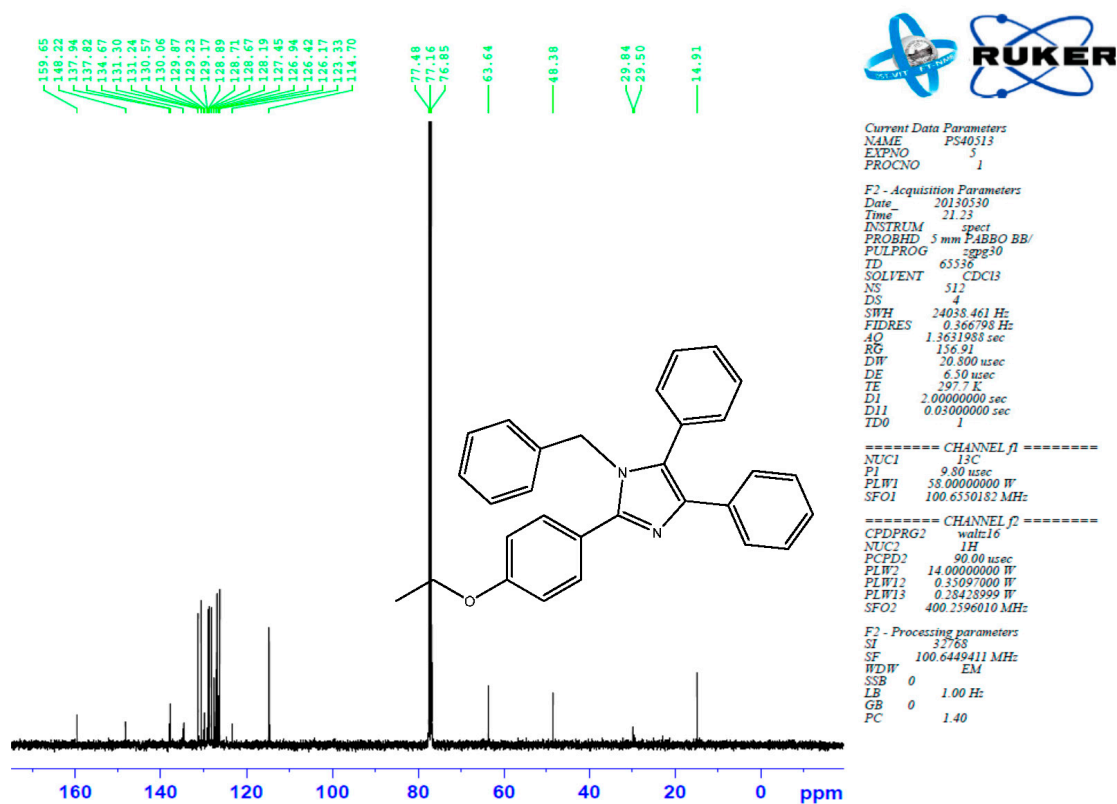 159.65
148.22
137.94
137.82
134.67
131.30
131.24
130.57
130.06
129.87
129.23
129.17
128.89
128.71
128.67
128.19
127.45
126.94
126.42
126.17
123.33
114.70
77.48
77.16
76.85
63.64
48.38
29.84
29.50
14.91
RUKER
Current Data Parameters
NAME PS40513
EXPNO 5
PROCNO 1
F2 - Acquisition Parameters
Date_ 20130530
Time 21.23
INSTRUM spect
PROBHD 5 mm PABBO BB/
PULPROG zgpg30
TD 65536
SOLVENT CDCl3
NS 512
DS 4
SWH 24038.461 Hz
FIDRES 0.366798 Hz
AQ 1.3631988 sec
RG 156.91
DW 20.800 usec
DE 6.50 usec
TE 297.7 K
D1 2.00000000 sec
D11 0.03000000 sec
TD0 1
======== CHANNEL f1 ========
NUC1 13C
P1 9.80 usec
PLW1 58.00000000 W
SFO1 100.6550182 MHz
======== CHANNEL f2 ========
CPDPRG2 waltz16
NUC2 1H
PCPD2 90.00 usec
PLW2 14.00000000 W
PLW12 0.35097000 W
PLW13 0.28428999 W
SFO2 400.2596010 MHz
F2 - Processing parameters
SI 32768
SF 100.6449411 MHz
WDW EM
SSB 0
LB 1.00 Hz
GB 0
PC 1.40
N
N
O
160 140 120 100 80 60 40 20 0 ppm